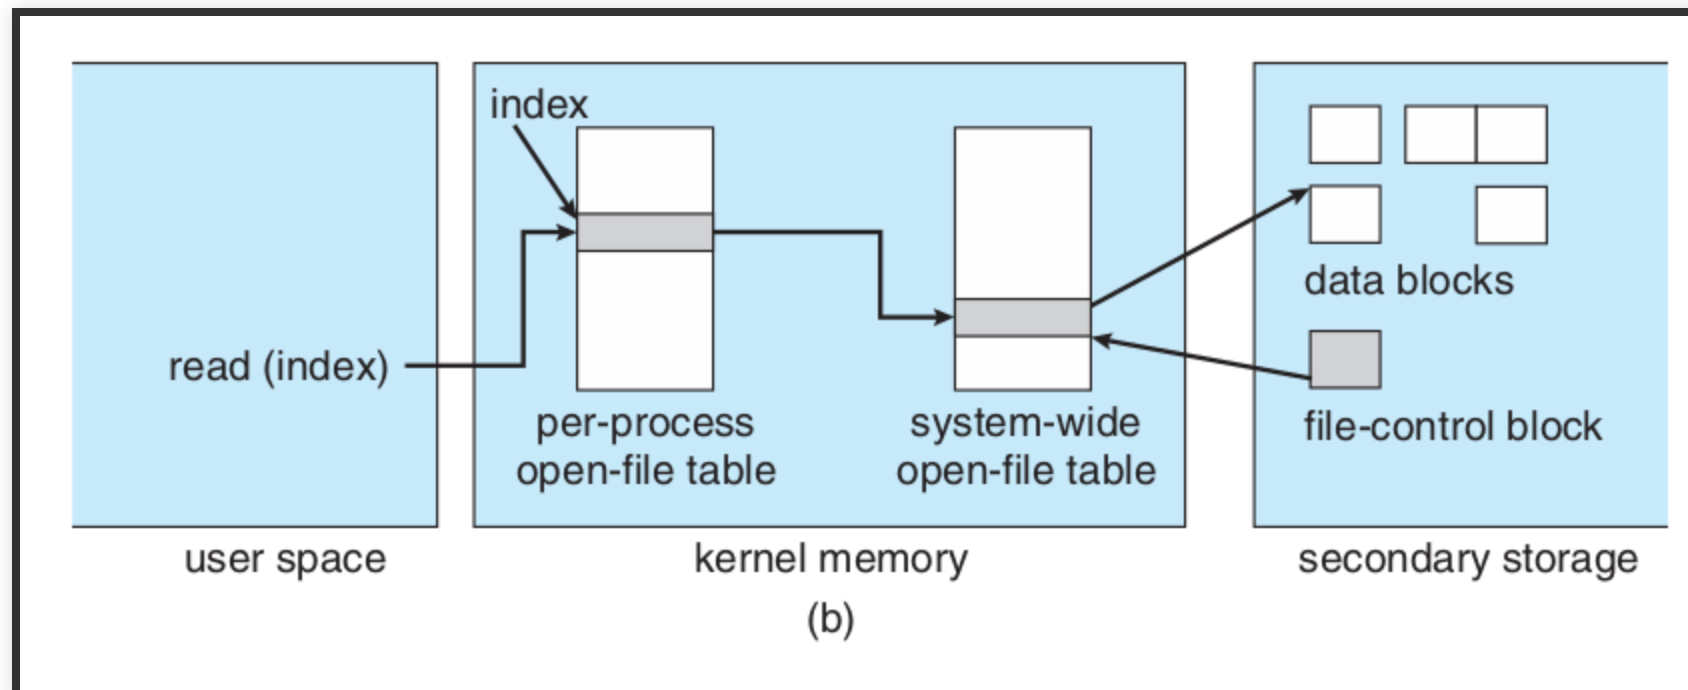 index
read (index)
per-process
open-file table
system-wide
open-file table
data blocks
file-control block
user space
kernel memory
secondary storage
(b)